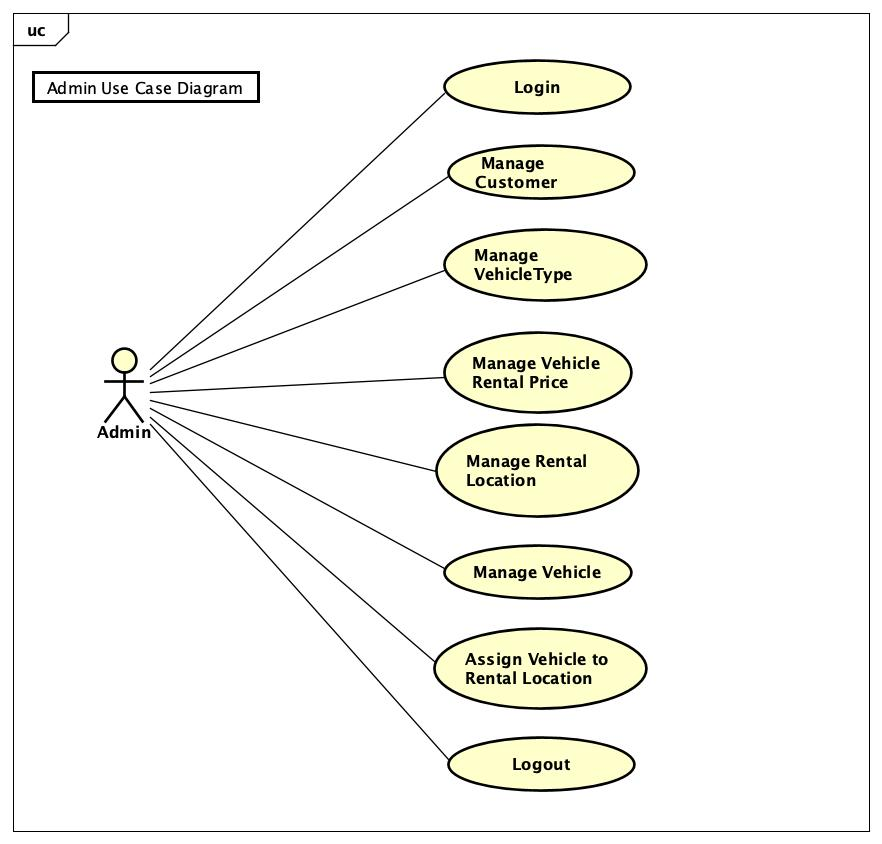 uc
Admin Use Case Diagram
Login
Manage
Customer
Manage
VehicleType
Manage Vehicle
Rental Price
Admin
Manage Rental
Location
Manage Vehicle
Assign Vehicle to
Rental Location
Logout